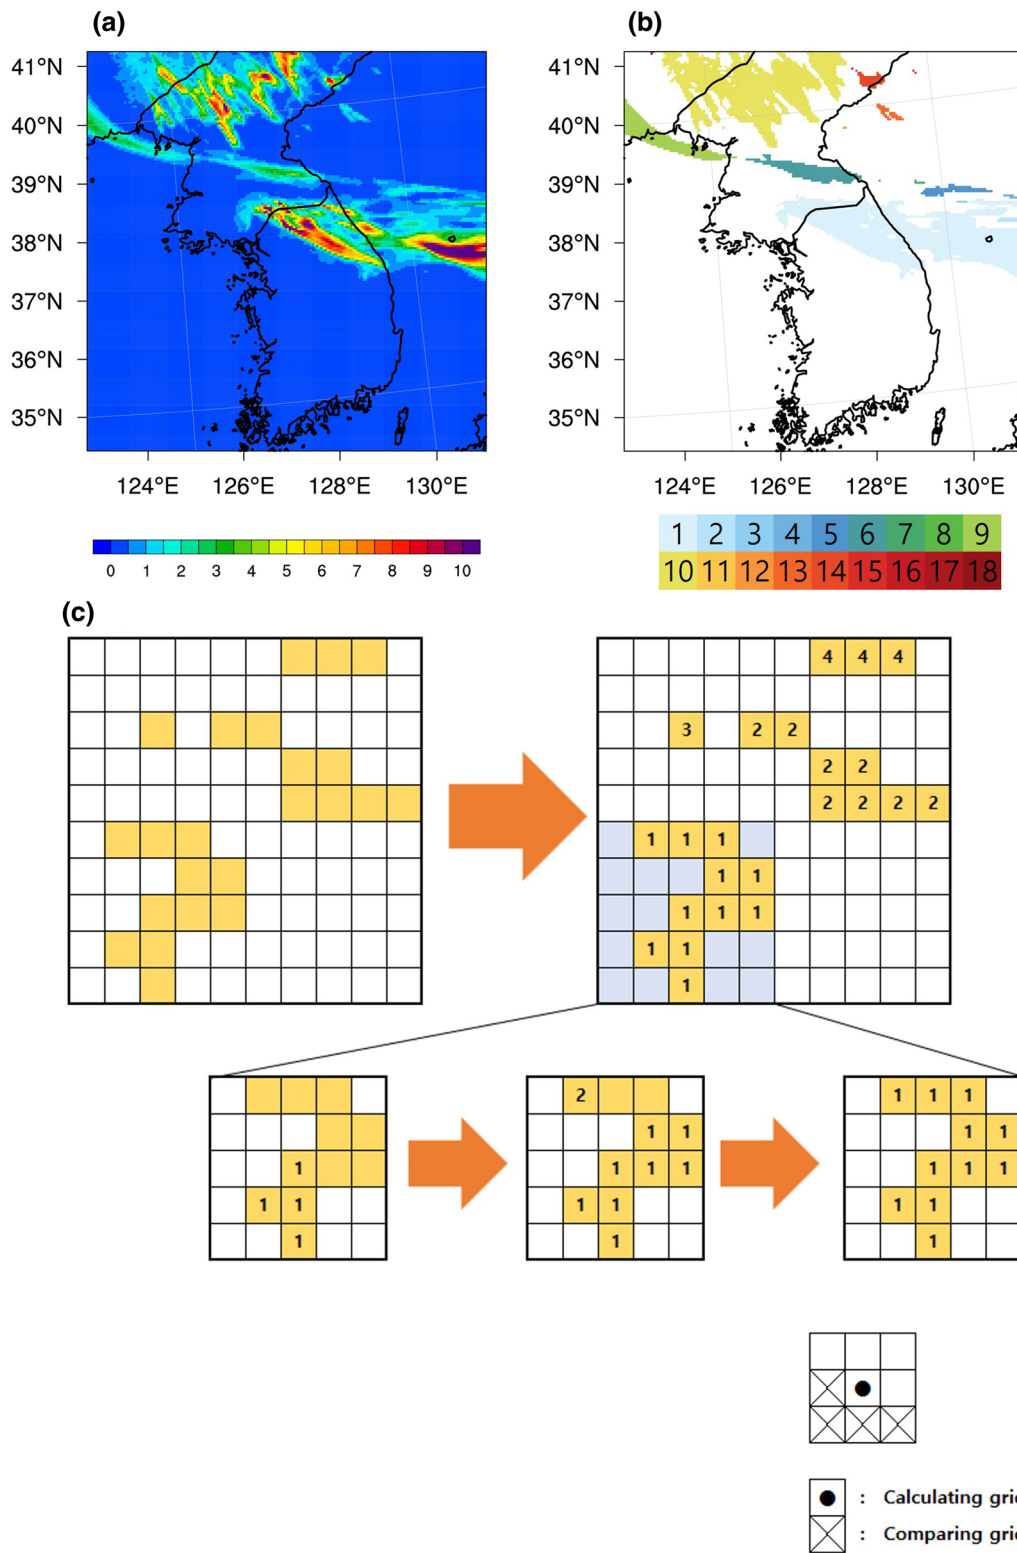 (a) (b)
41°N 41°N
40°N 40°N
39°N 39°N
38°N 38°N
37°N 37°N
36°N 36°N
35°N 35°N
124°E 126°E 128°E 130°E 124°E 126°E 128°E 130°E
1 2 3 4 5 6 7 8 9
0 1 2 3 4 5 6 7 8 9 10
10 11 12 13 14 15 16 17 18
(c)
4 4 4
3 2 2
2 2
2 2 2 2
1 1 1
1 1
1 1 1
1 1
1
2 1 1 1
1 1 1 1
1 1 1 1 1 1 1
1 1 1 1 1 1
1 1 1
: Calculating gri
: Comparing gri